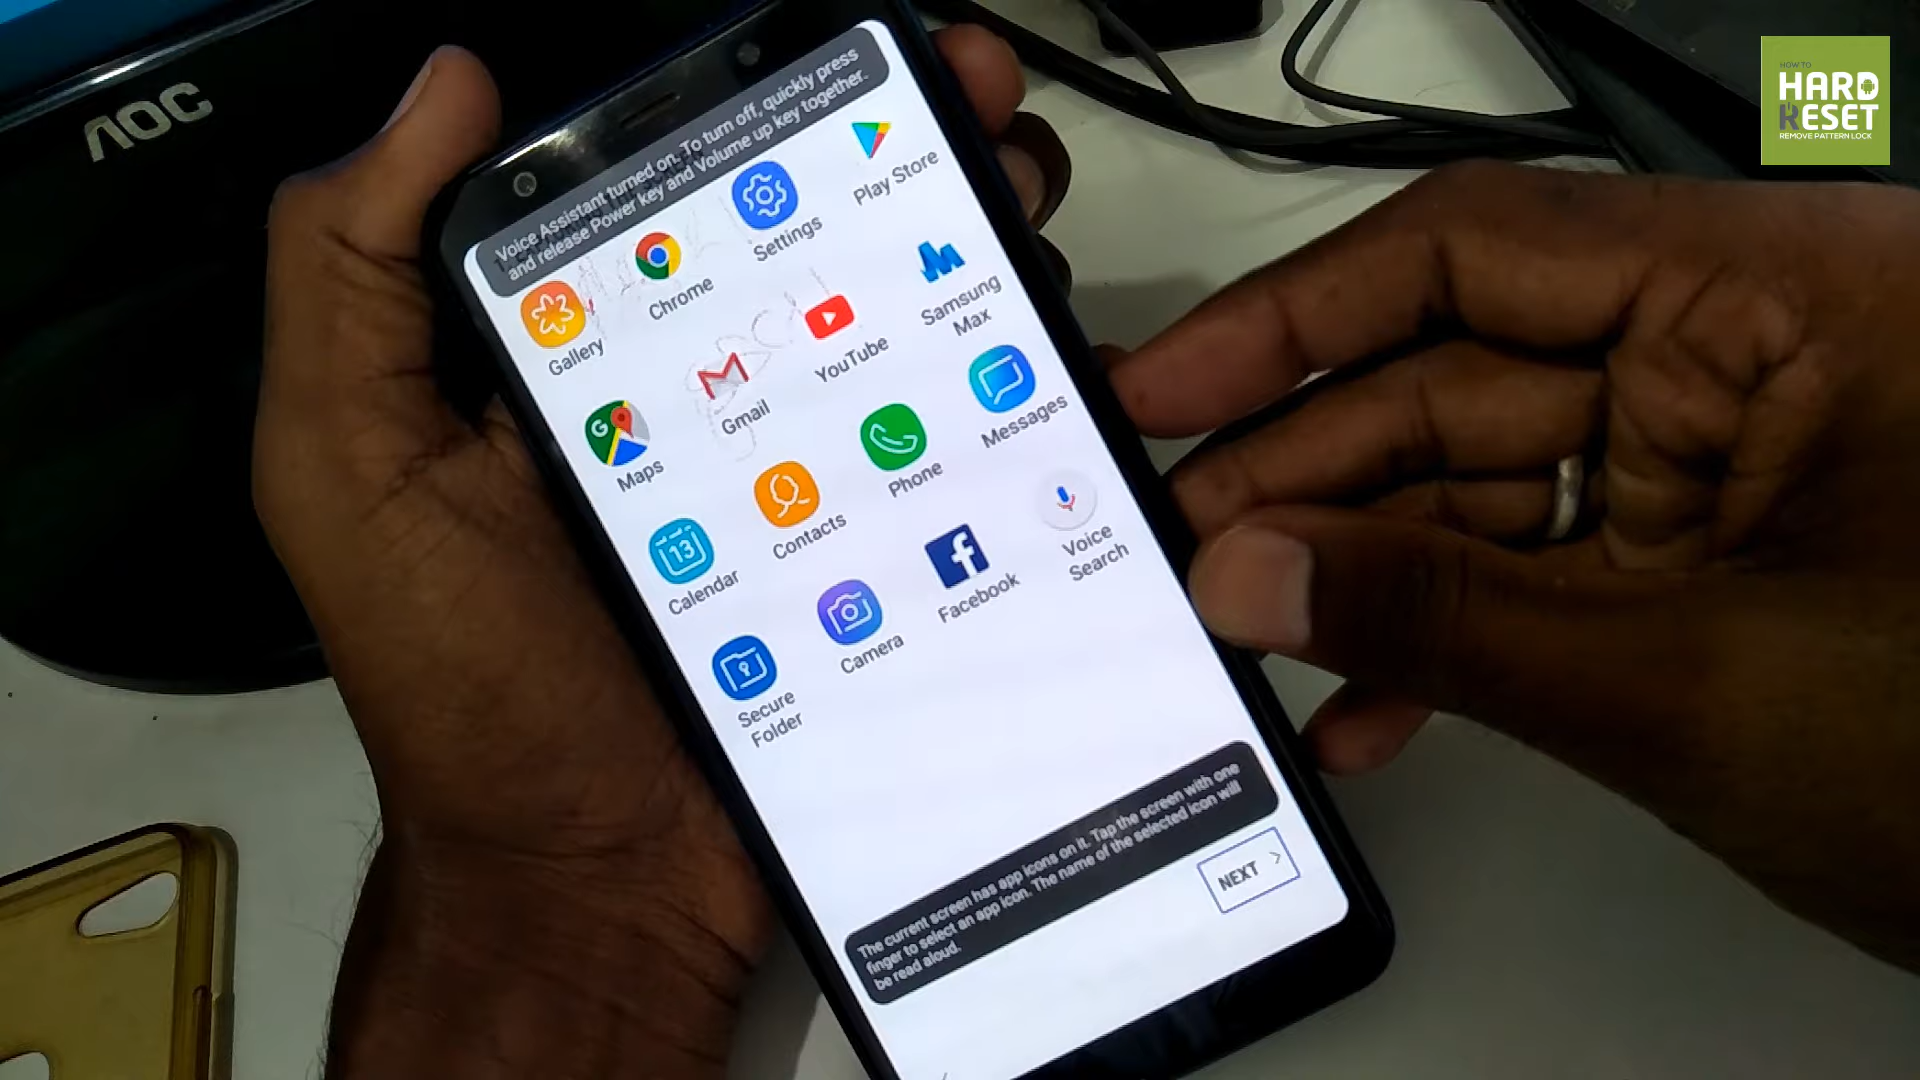 AOC
HOW TO
HARD
RESET
REMOVE PATTERN LOCK
Voice Assistant turned on. To turn off, quickly press
and release Power key and Volume up key together.
Gallery
Chrome
Settings
Play Store
Maps
Gmail
YouTube
Samsung
Max
Calendar
13
Contacts
Phone
Messages
Secure
Folder
Camera
Facebook
Voice
Search
The current screen has app icons on it. Tap the screen with one
finger to select an app icon. The name of the selected icon will
be read aloud.
NEXT